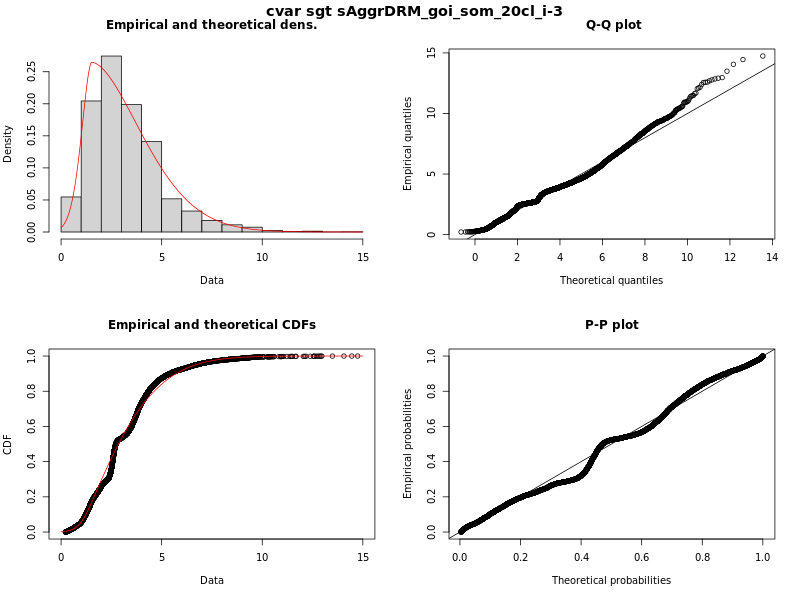 cvar sgt sAggrDRM_goi_som_20cl_i-3
Empirical and theoretical dens.
Density
0.00 0.05 0.10 0.15 0.20 0.25
0 5 10 15
Data
Q-Q plot
Empirical quantiles
0 5 10 15
0 2 4 6 8 10 12 14
Theoretical quantiles
Empirical and theoretical CDFs
CDF
0.0 0.2 0.4 0.6 0.8 1.0
0 5 10 15
Data
P-P plot
Empirical probabilities
0.0 0.2 0.4 0.6 0.8 1.0
0.0 0.2 0.4 0.6 0.8 1.0
Theoretical probabilities